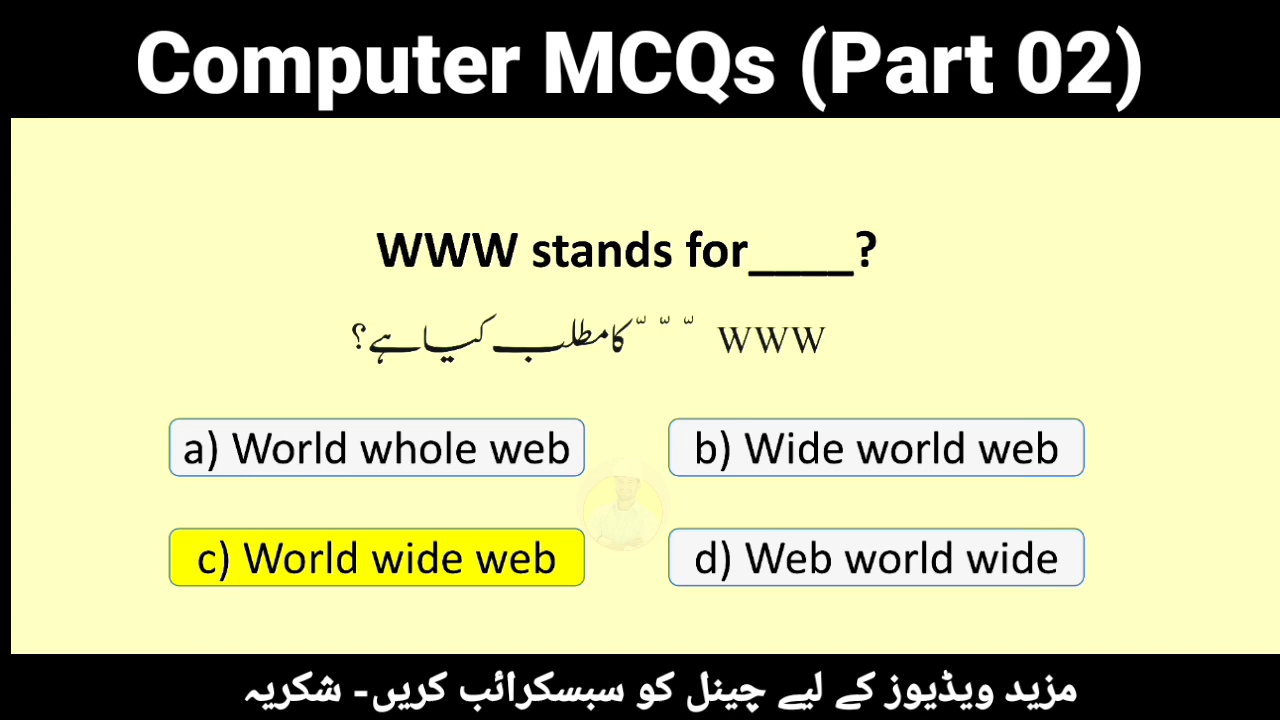 Computer MCQs (Part 02)
WWW stands for____?
WWW کا مطلب کیا ہے؟
a) World whole web
b) Wide world web
c) World wide web
d) Web world wide
مزید ویڈیوز کے لیے چینل کو سبسکرائب کریں۔ شکریہ